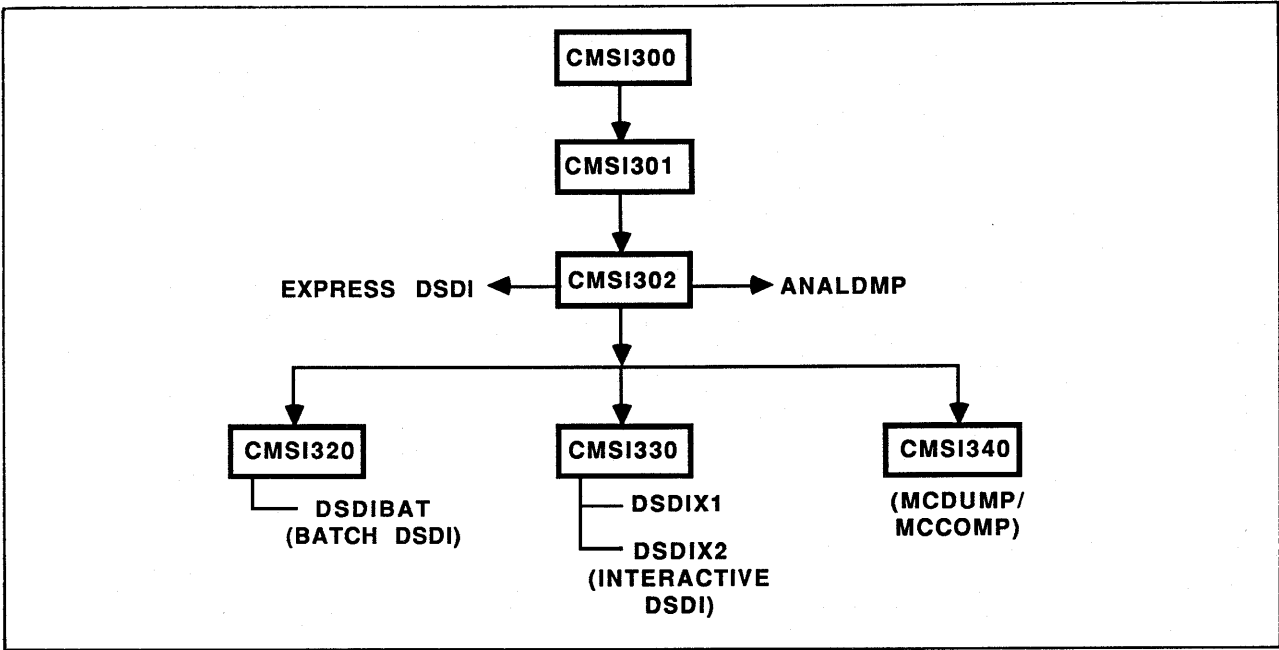 CMSI300
CMSI301
CMSI302
EXPRESS DSDI
ANALDMP
CMSI320
DSDIBAT
(BATCH DSDI)
CMSI330
DSDIX1
DSDIX2
(INTERACTIVE
DSDI)
CMSI340
(MCDUMP/
MCCOMP)